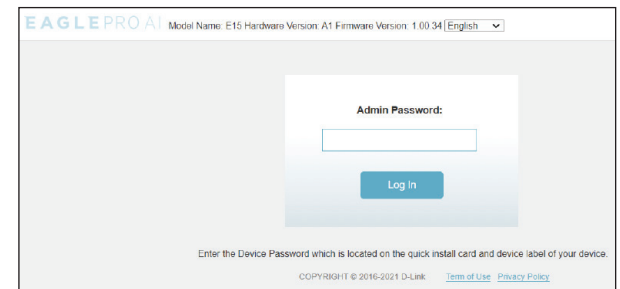 EAGLE PRO AI Model Name: E15 Hardware Version: A1 Firmware Version: 1.00.34 English
Admin Password:
Log In
Enter the Device Password which is located on the quick install card and device label of your device.
COPYRIGHT © 2016-2021 D-Link Term of Use Privacy Policy